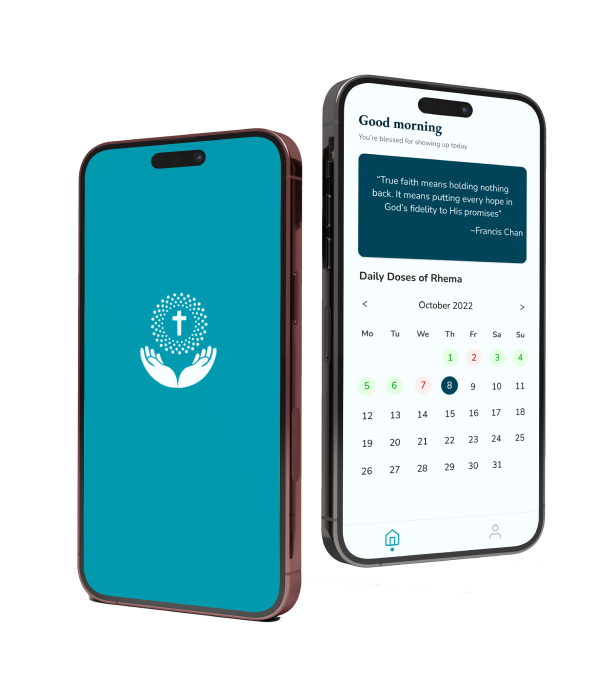 Good morning
You're blessed for showing up today
"True faith means holding nothing
back. It means putting every hope in
God's fidelity to His promises"
~Francis Chan
Daily Doses of Rhema
< October 2022 >
Mo Tu We Th Fr Sa Su
1 2 3 4
5 6 7 8 9 10 11
12 13 14 15 16 17 18
19 20 21 22 23 24 25
26 27 28 29 30 31